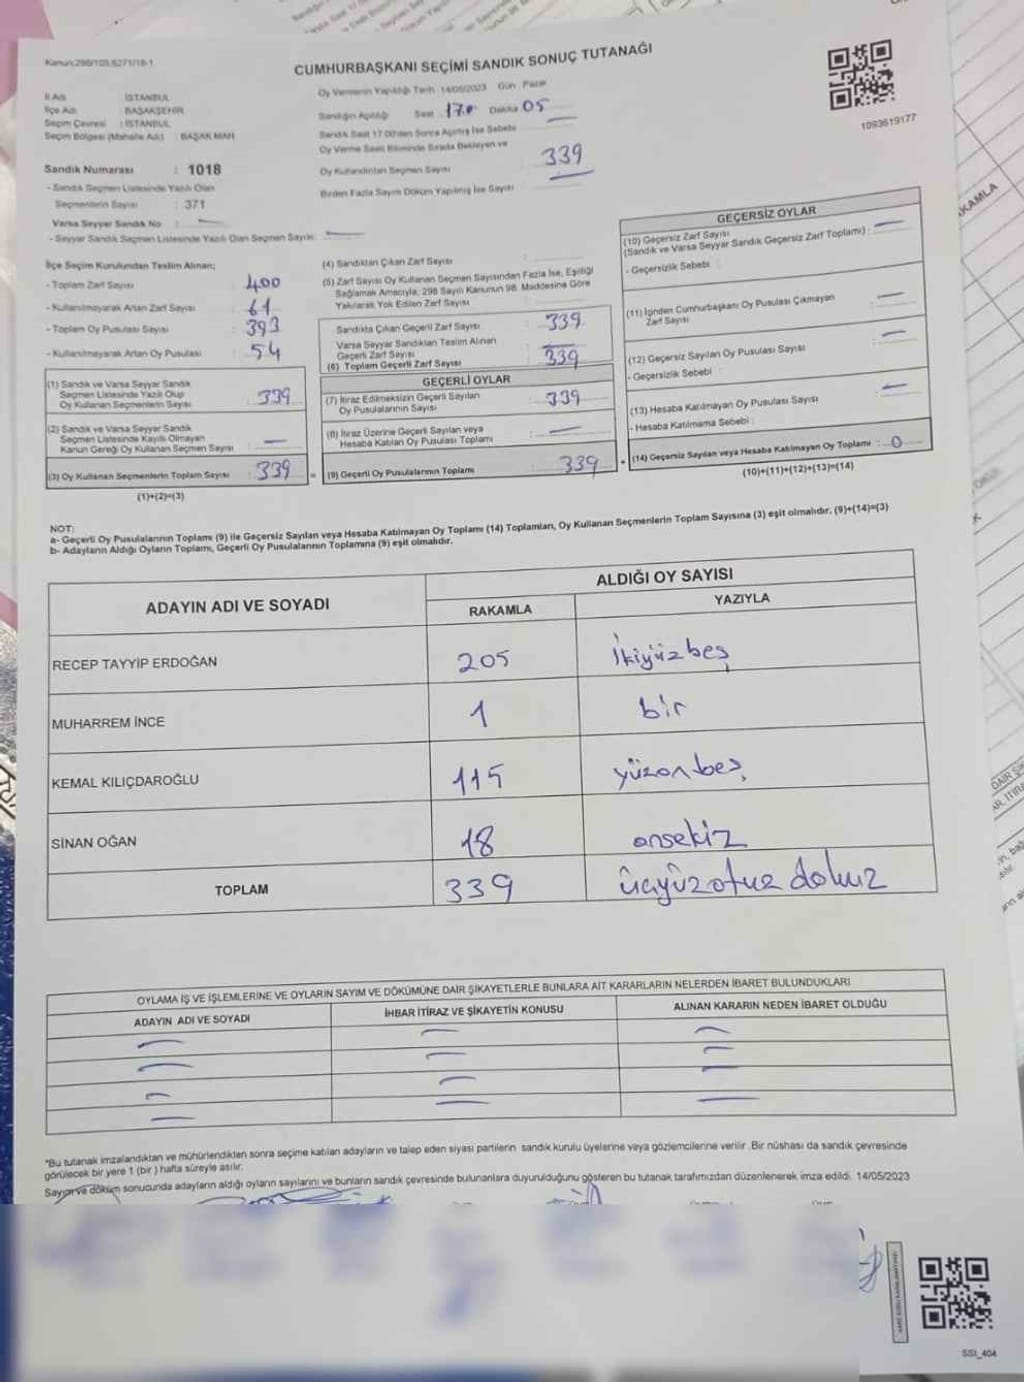 Kanun:298/103,6271/18-1
CUMHURBAŞKANI SEÇİMİ SANDIK SONUÇ TUTANAĞI
İl Adı : İSTANBUL
İlçe Adı : BAŞAKŞEHİR
Seçim Çevresi : İSTANBUL
Seçim Bölgesi (Mahalle Adı) : BAŞAK MAH
Oy Vermenin Yapıldığı Tarih 14/05/2023 Gün : Pazar
Sandığın Açıldığı Saat : 17.0 Dakika 05
Sandık Saat 17.00'den Sonra Açılmış İse Sebebi
Oy Verme Saati Bitiminde Sırada Bekleyen ve
Oy Kullandırılan Seçmen Sayısı 339
Birden Fazla Sayım Döküm Yapılmış İse Sayısı
1093619177
Sandık Numarası : 1018
- Sandık Seçmen Listesinde Yazılı Olan
Seçmenlerin Sayısı : 371
Varsa Seyyar Sandık No :
- Seyyar Sandık Seçmen Listesinde Yazılı Olan Seçmen Sayısı:
İlçe Seçim Kurulundan Teslim Alınan;
- Toplam Zarf Sayısı : 400
- Kullanılmayarak Artan Zarf Sayısı : 61
- Toplam Oy Pusulası Sayısı : 393
- Kullanılmayarak Artan Oy Pusulası : 54
(1) Sandık ve Varsa Seyyar Sandık
Seçmen Listesinde Yazılı Olup
Oy Kullanan Seçmenlerin Sayısı : 339
(2) Sandık ve Varsa Seyyar Sandık
Seçmen Listesinde Kayıtlı Olmayan
Kanun Gereği Oy Kullanan Seçmen Sayısı : —
(3) Oy Kullanan Seçmenlerin Toplam Sayısı : 339
(1)+(2)=(3)
(4) Sandıktan Çıkan Zarf Sayısı
(5) Zarf Sayısı Oy Kullanan Seçmen Sayısından Fazla İse, Eşitliği
Sağlamak Amacıyla, 298 Sayılı Kanunun 98. Maddesine Göre
Yakılarak Yok Edilen Zarf Sayısı
Sandıkta Çıkan Geçerli Zarf Sayısı : 339
Varsa Seyyar Sandıktan Teslim Alınan
Geçerli Zarf Sayısı : —
(6) Toplam Geçerli Zarf Sayısı 339
GEÇERLİ OYLAR
(7) İtiraz Edilmeksizin Geçerli Sayılan
Oy Pusulalarının Sayısı : 339
(8) İtiraz Üzerine Geçerli Sayılan veya
Hesaba Katılan Oy Pusulası Toplamı : —
= (9) Geçerli Oy Pusulalarının Toplamı : 339
GEÇERSİZ OYLAR
(10) Geçersiz Zarf Sayısı
(Sandık ve Varsa Seyyar Sandık Geçersiz Zarf Toplamı) : —
- Geçersizlik Sebebi :
(11) İçinden Cumhurbaşkanı Oy Pusulası Çıkmayan
Zarf Sayısı : —
(12) Geçersiz Sayılan Oy Pusulası Sayısı : —
- Geçersizlik Sebebi :
(13) Hesaba Katılmayan Oy Pusulası Sayısı : —
- Hesaba Katılmama Sebebi :
+ (14) Geçersiz Sayılan veya Hesaba Katılmayan Oy Toplamı : 0
(10)+(11)+(12)+(13)=(14)
NOT:
a- Geçerli Oy Pusulalarının Toplamı (9) ile Geçersiz Sayılan veya Hesaba Katılmayan Oy Toplamı (14) Toplamları, Oy Kullanan Seçmenlerin Toplam Sayısına (3) eşit olmalıdır. (9)+(14)=(3)
b- Adayların Aldığı Oyların Toplamı, Geçerli Oy Pusulalarının Toplamına (9) eşit olmalıdır.
ADAYIN ADI VE SOYADI
ALDIĞI OY SAYISI
RAKAMLA YAZIYLA
RECEP TAYYİP ERDOĞAN 205 ikiyüzbeş
MUHARREM İNCE 1 bir
KEMAL KILIÇDAROĞLU 115 yüzonbeş
SİNAN OĞAN 18 onsekiz
TOPLAM 339 üçyüzotuz dokuz
OYLAMA İŞ VE İŞLEMLERİNE VE OYLARIN SAYIM VE DÖKÜMÜNE DAİR ŞİKAYETLERLE BUNLARA AİT KARARLARIN NELERDEN İBARET BULUNDUKLARI
ADAYIN ADI VE SOYADI İHBAR İTİRAZ VE ŞİKAYETİN KONUSU ALINAN KARARIN NEDEN İBARET OLDUĞU
*Bu tutanak imzalandıktan ve mühürlendikten sonra seçime katılan adayların ve talep eden siyasi partilerin sandık kurulu üyelerine veya gözlemcilerine verilir .Bir nüshası da sandık çevresinde
görülecek bir yere 1 (bir ) hafta süreyle asılır.
Sayım ve döküm sonucunda adayların aldığı oyların sayılarını ve bunların sandık çevresinde bulunanlara duyurulduğunu gösteren bu tutanak tarafımızdan düzenlenerek imza edildi. 14/05/2023
SSI_404